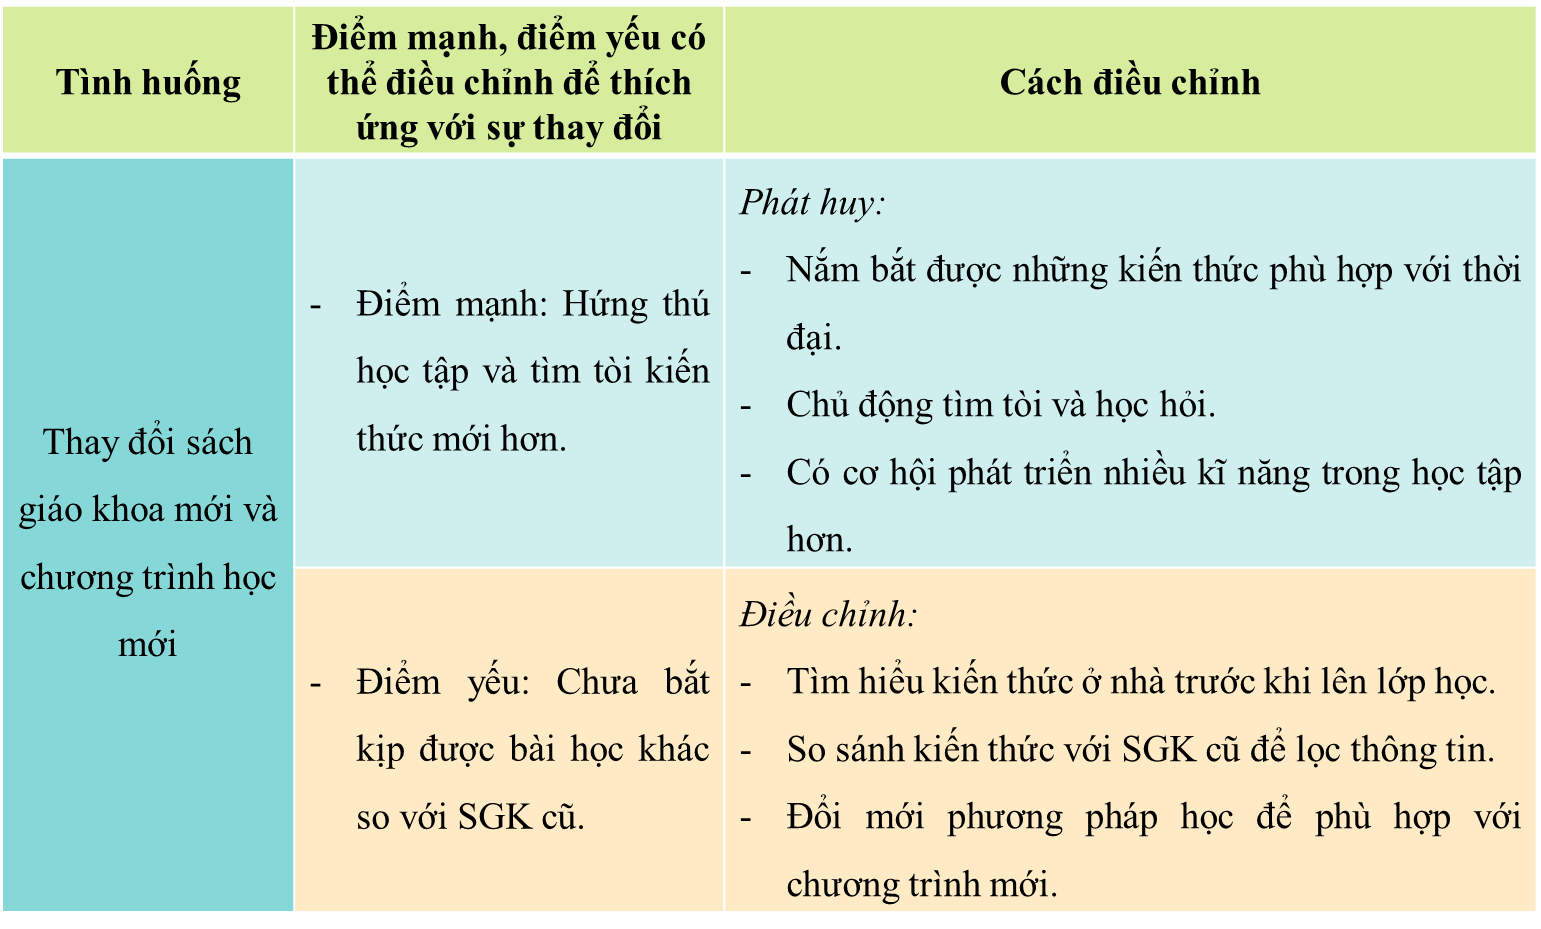 Tình huống
Điểm mạnh, điểm yếu có
thể điều chỉnh để thích
ứng với sự thay đổi
Cách điều chỉnh
Thay đổi sách
giáo khoa mới và
chương trình học
mới
- Điểm mạnh: Hứng thú
học tập và tìm tòi kiến
thức mới hơn.
Phát huy:
- Nắm bắt được những kiến thức phù hợp với thời
đại.
- Chủ động tìm tòi và học hỏi.
- Có cơ hội phát triển nhiều kĩ năng trong học tập
hơn.
- Điểm yếu: Chưa bắt
kịp được bài học khác
so với SGK cũ.
Điều chỉnh:
- Tìm hiểu kiến thức ở nhà trước khi lên lớp học.
- So sánh kiến thức với SGK cũ để lọc thông tin.
- Đổi mới phương pháp học để phù hợp với
chương trình mới.